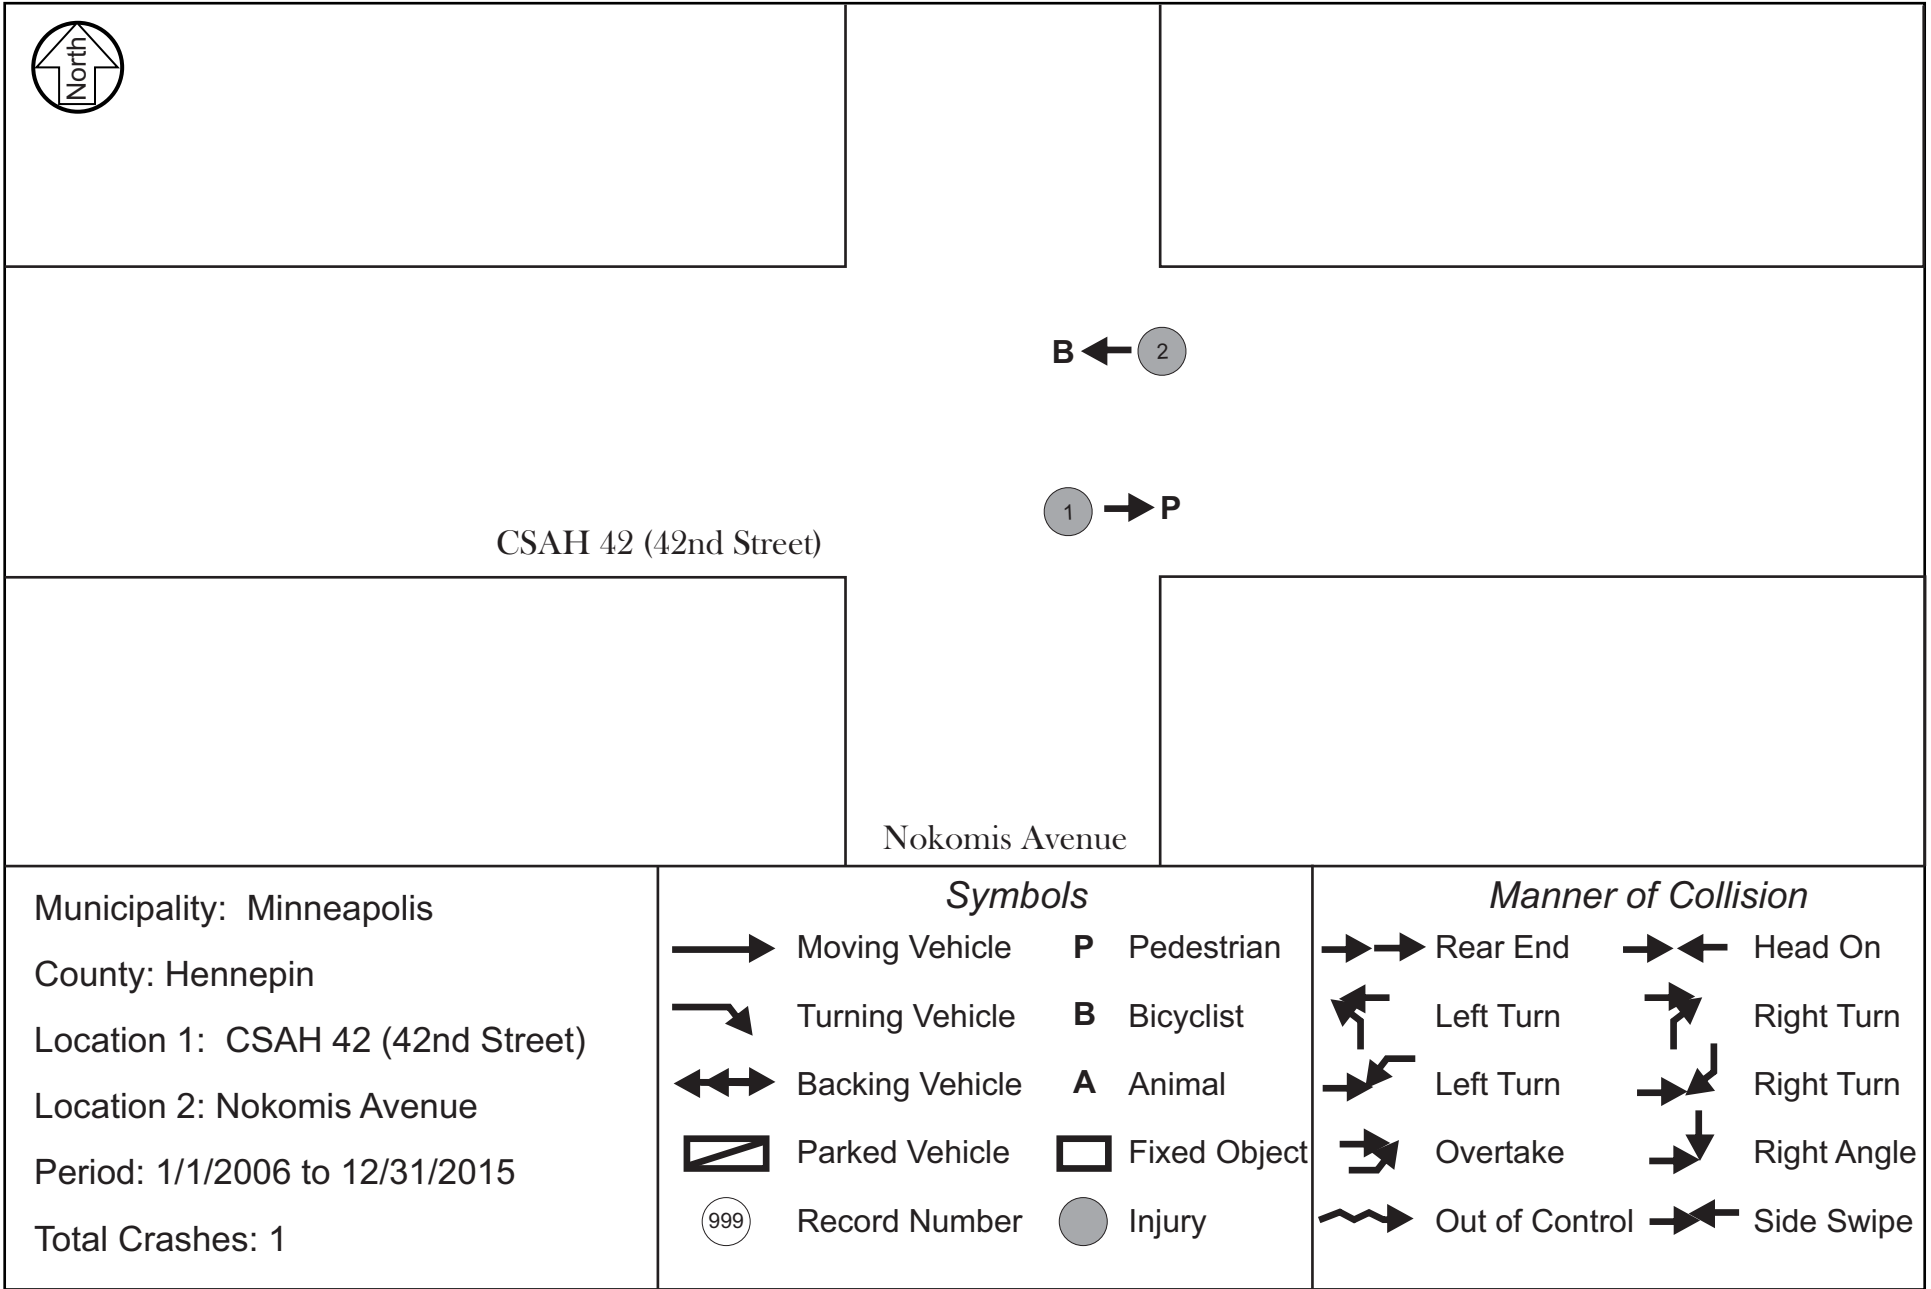 North
B 2
1 P
CSAH 42 (42nd Street)
Nokomis Avenue
Municipality: Minneapolis
County: Hennepin
Location 1: CSAH 42 (42nd Street)
Location 2: Nokomis Avenue
Period: 1/1/2006 to 12/31/2015
Total Crashes: 1
Symbols
Moving Vehicle P Pedestrian
Turning Vehicle B Bicyclist
Backing Vehicle A Animal
Parked Vehicle Fixed Object
999 Record Number Injury
Manner of Collision
Rear End Head On
Left Turn Right Turn
Left Turn Right Turn
Overtake Right Angle
Out of Control Side Swipe